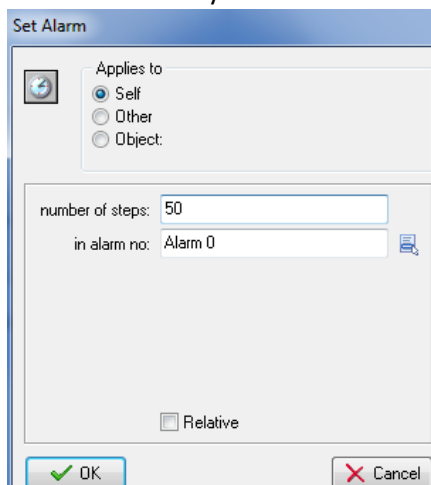 Set Alarm
Applies to
Self
Other
Object:
number of steps: 50
in alarm no: Alarm 0
Relative
OK
Cancel